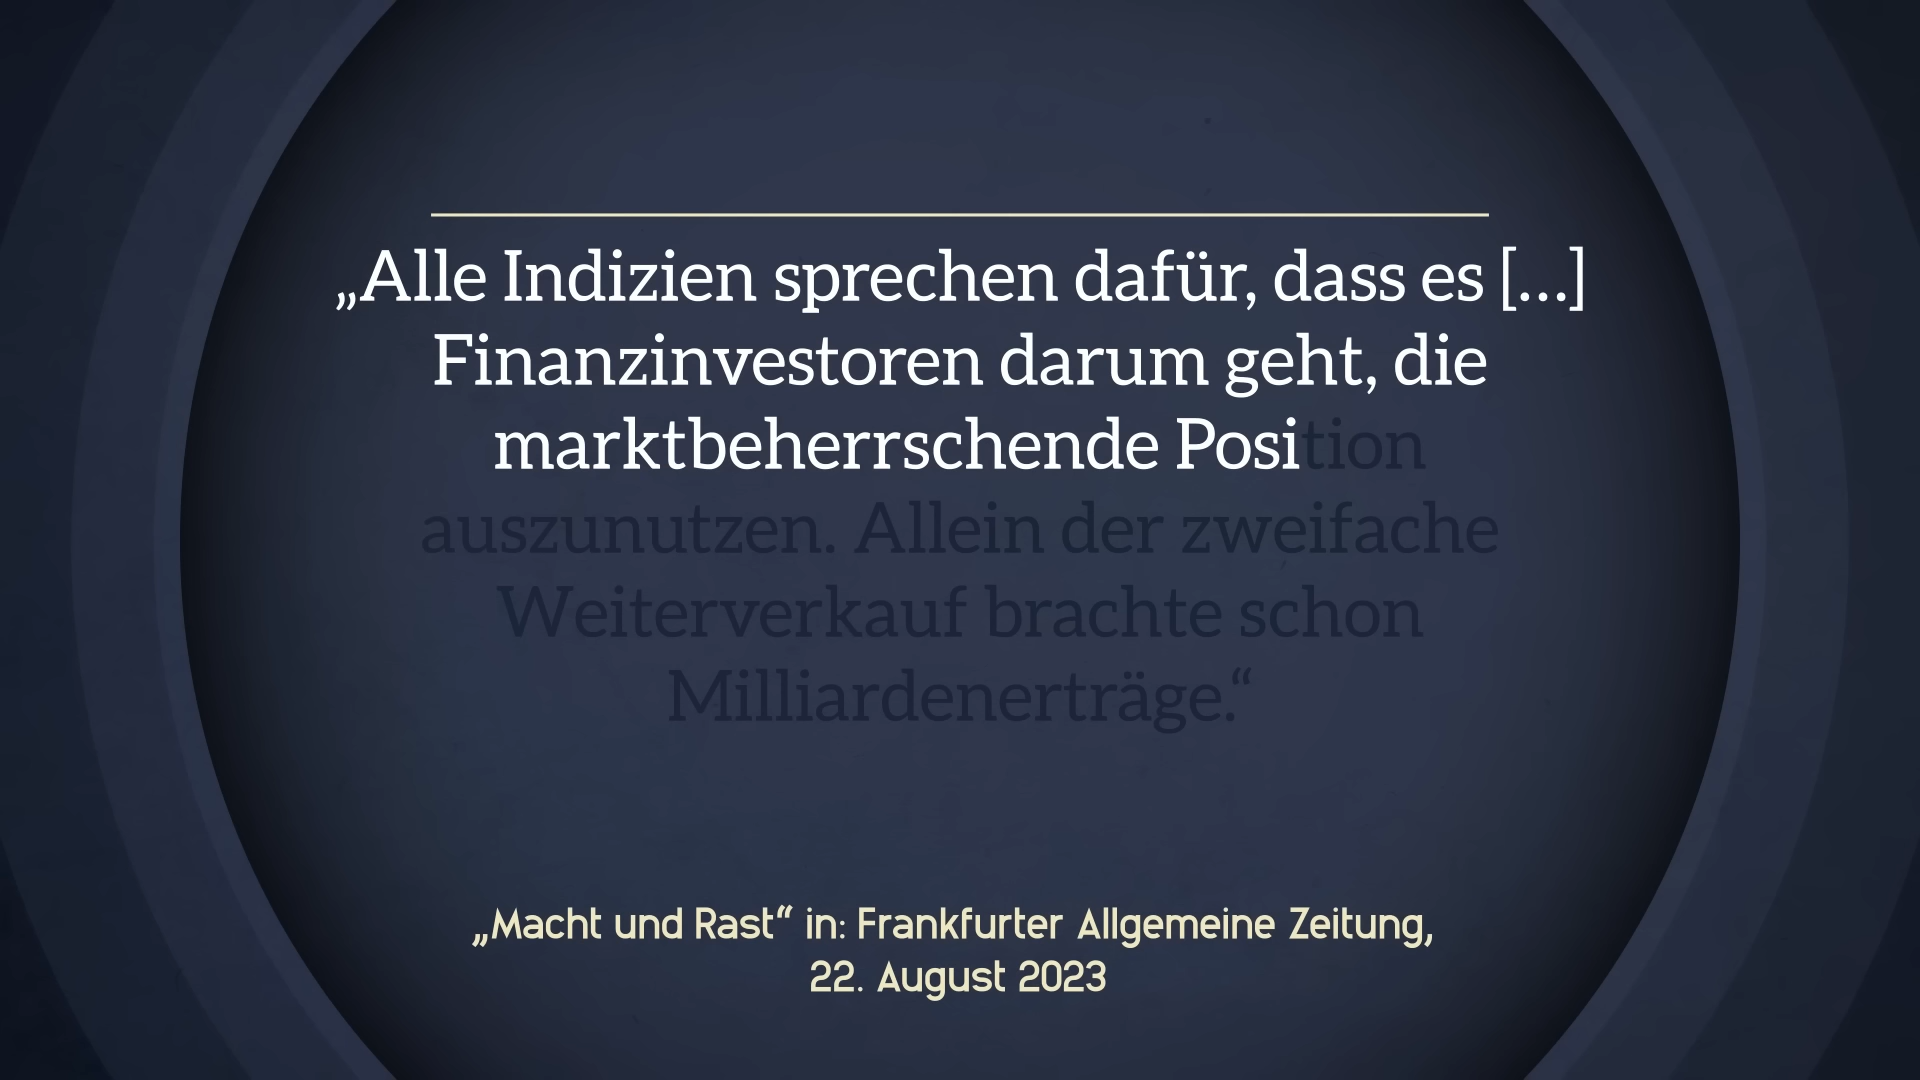 „Alle Indizien sprechen dafür, dass es [...]
Finanzinvestoren darum geht, die
marktbeherrschende Position
auszunutzen. Allein der zweifache
Weiterverkauf brachte schon
Milliardenerträge.“
„Macht und Rast“ in: Frankfurter Allgemeine Zeitung,
22. August 2023